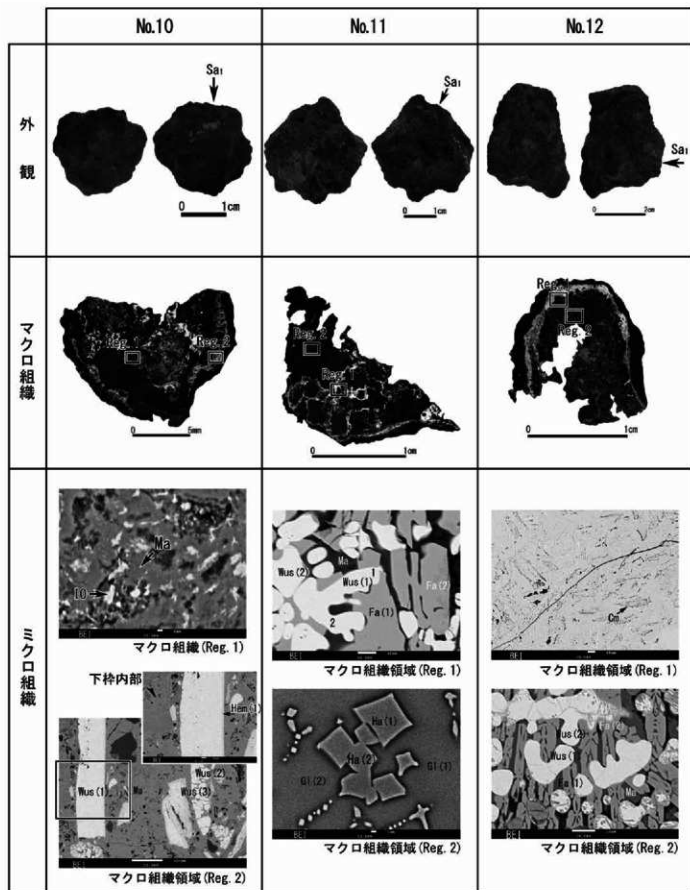 No.10
No.11
No.12
外観
Sa1
0 1cm
Sa1
0 1cm
Sa1
0 2cm
マクロ組織
Reg. 1
Reg. 2
0 5mm
Reg. 2
Reg.
0 1cm
Reg.
Reg. 2
0 1cm
ミクロ組織
Ma
IO
BEI
マクロ組織(Reg. 1)
下枠内部
Hem(1)
Wus(1)
Ma
Wus(2)
Wus(3)
BEI
マクロ組織領域(Reg. 2)
Wus(2)
Ma
Wus(1)
1
Fa(1)
Fa(2)
2
BEI
マクロ組織領域(Reg. 1)
Ha(1)
Ha(2)
Gl(1)
Gl(2)
BEI
マクロ組織領域(Reg. 2)
Cm
BEI
マクロ組織領域(Reg. 1)
Ma
BEI
マクロ組織領域(Reg. 2)